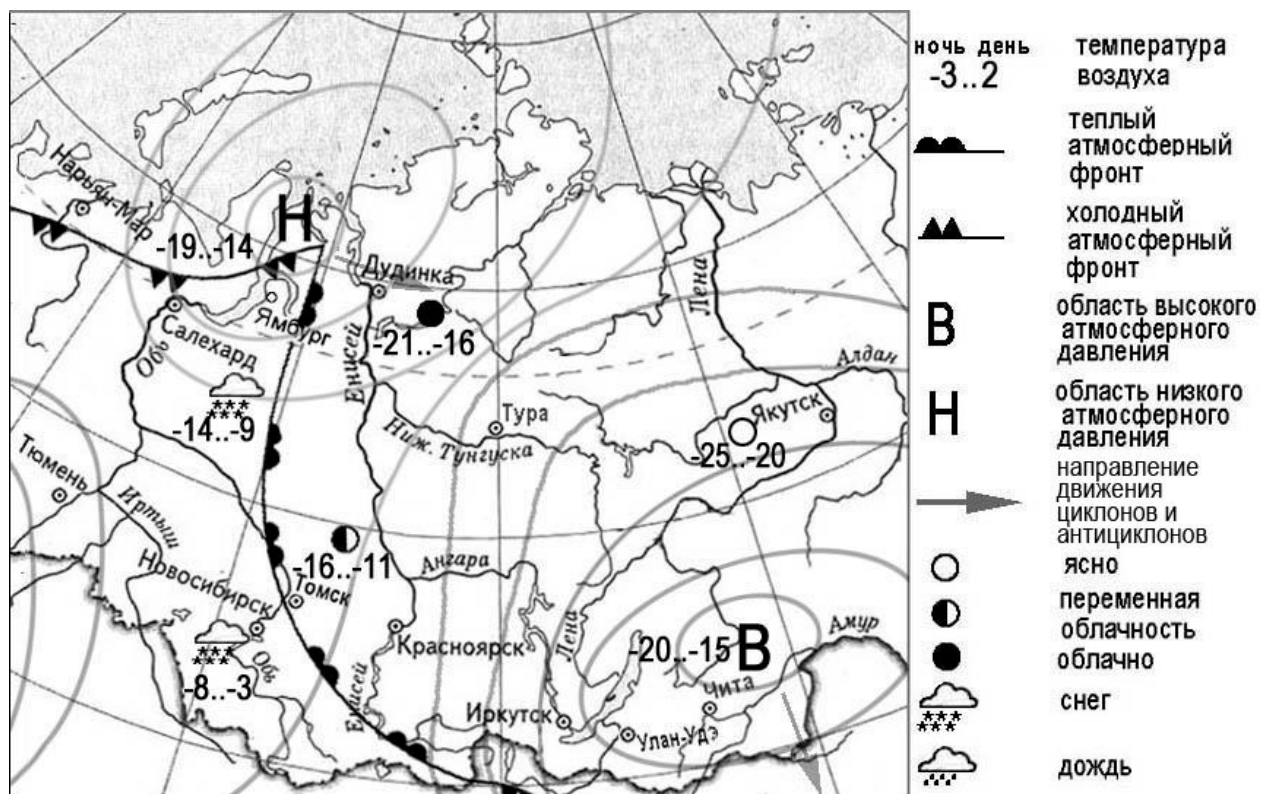 Нарьян-Мар
Н
-19..-14
Дудинка
Лена
Ямбург
Салехард
Обь
Енисей
-21..-16
Алдан
Якутск
-14..-9
Тура
Ниж. Тунгуска
-25..-20
Тюмень
Иртыш
-16..-11
Ангара
Новосибирск
Томск
Красноярск
Лена
Амур
-20..-15
В
Обь
-8..-3
Енисей
Чита
Иркутск
Улан-Удэ
ночь день
-3..2
температура
воздуха
теплый
атмосферный
фронт
холодный
атмосферный
фронт
В
область высокого
атмосферного
давления
Н
область низкого
атмосферного
давления
направление
движения
циклонов и
антициклонов
ясно
переменная
облачность
облачно
снег
дождь